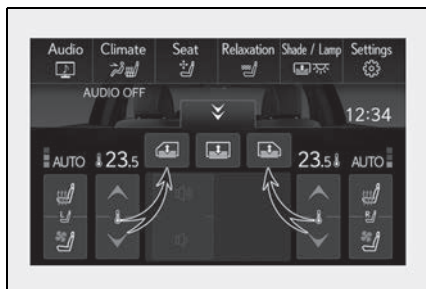 Audio Climate Seat Relaxation Shade / Lamp Settings
AUDIO OFF
12:34
AUTO 23.5 23.5 AUTO
L R